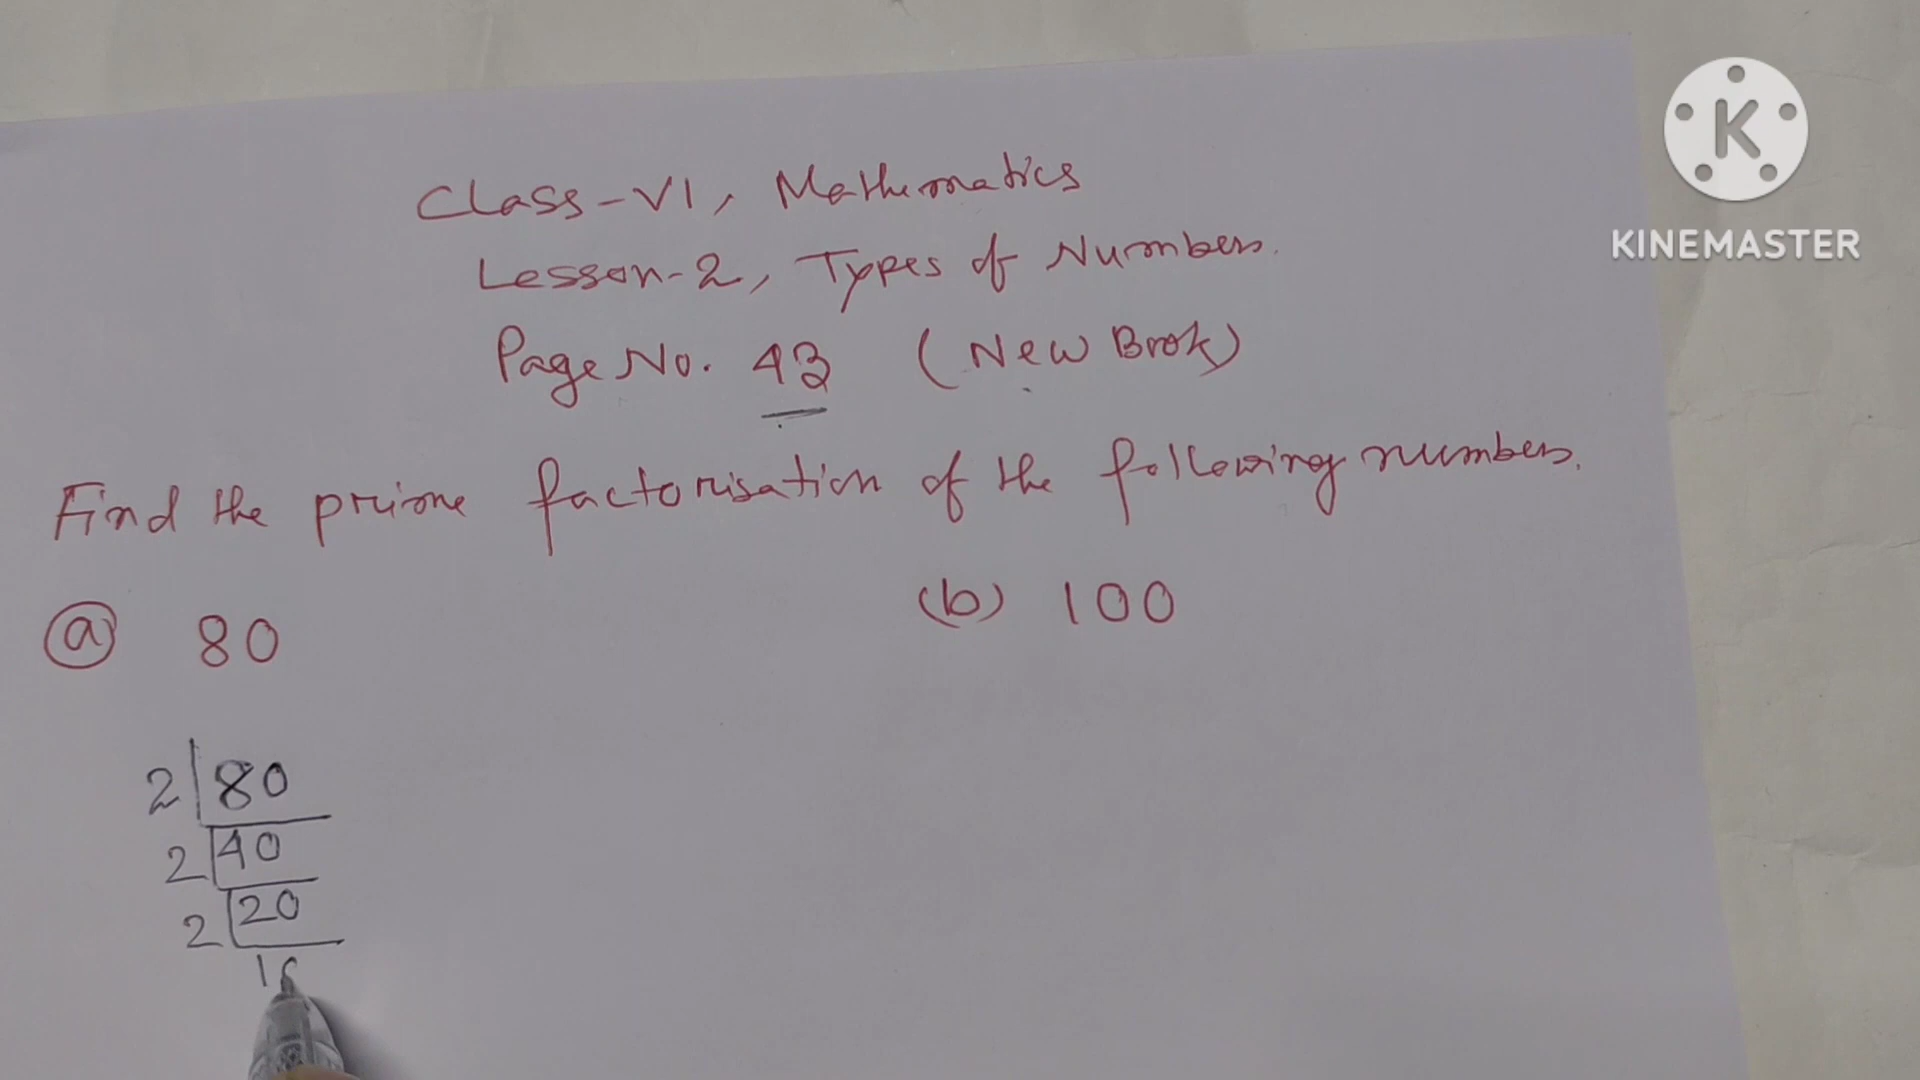 K
KINEMASTER
Class-VI, Mathematics
Lesson-2, Types of Numbers.
Page No. 43 (New Book)
Find the prime factorisation of the following numbers.
(a) 80 (b) 100
2 80
2 40
2 20
10